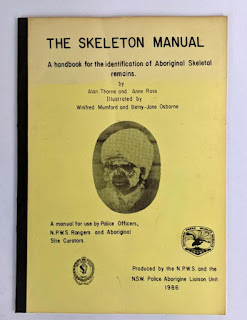 THE SKELETON MANUAL
A handbook for the identification of Aboriginal Skeletal
remains.
by
Alan Thorne and Anne Ross
Illustrated by
Winifred Mumford and Betsy-Jane Osborne
A manual for use by Police Officers,
N.P.W.S. Rangers and Aboriginal
Site Curators
Produced by the N.P.W.S. and the
N.S.W. Police Aborigine Liaison Unit
1986